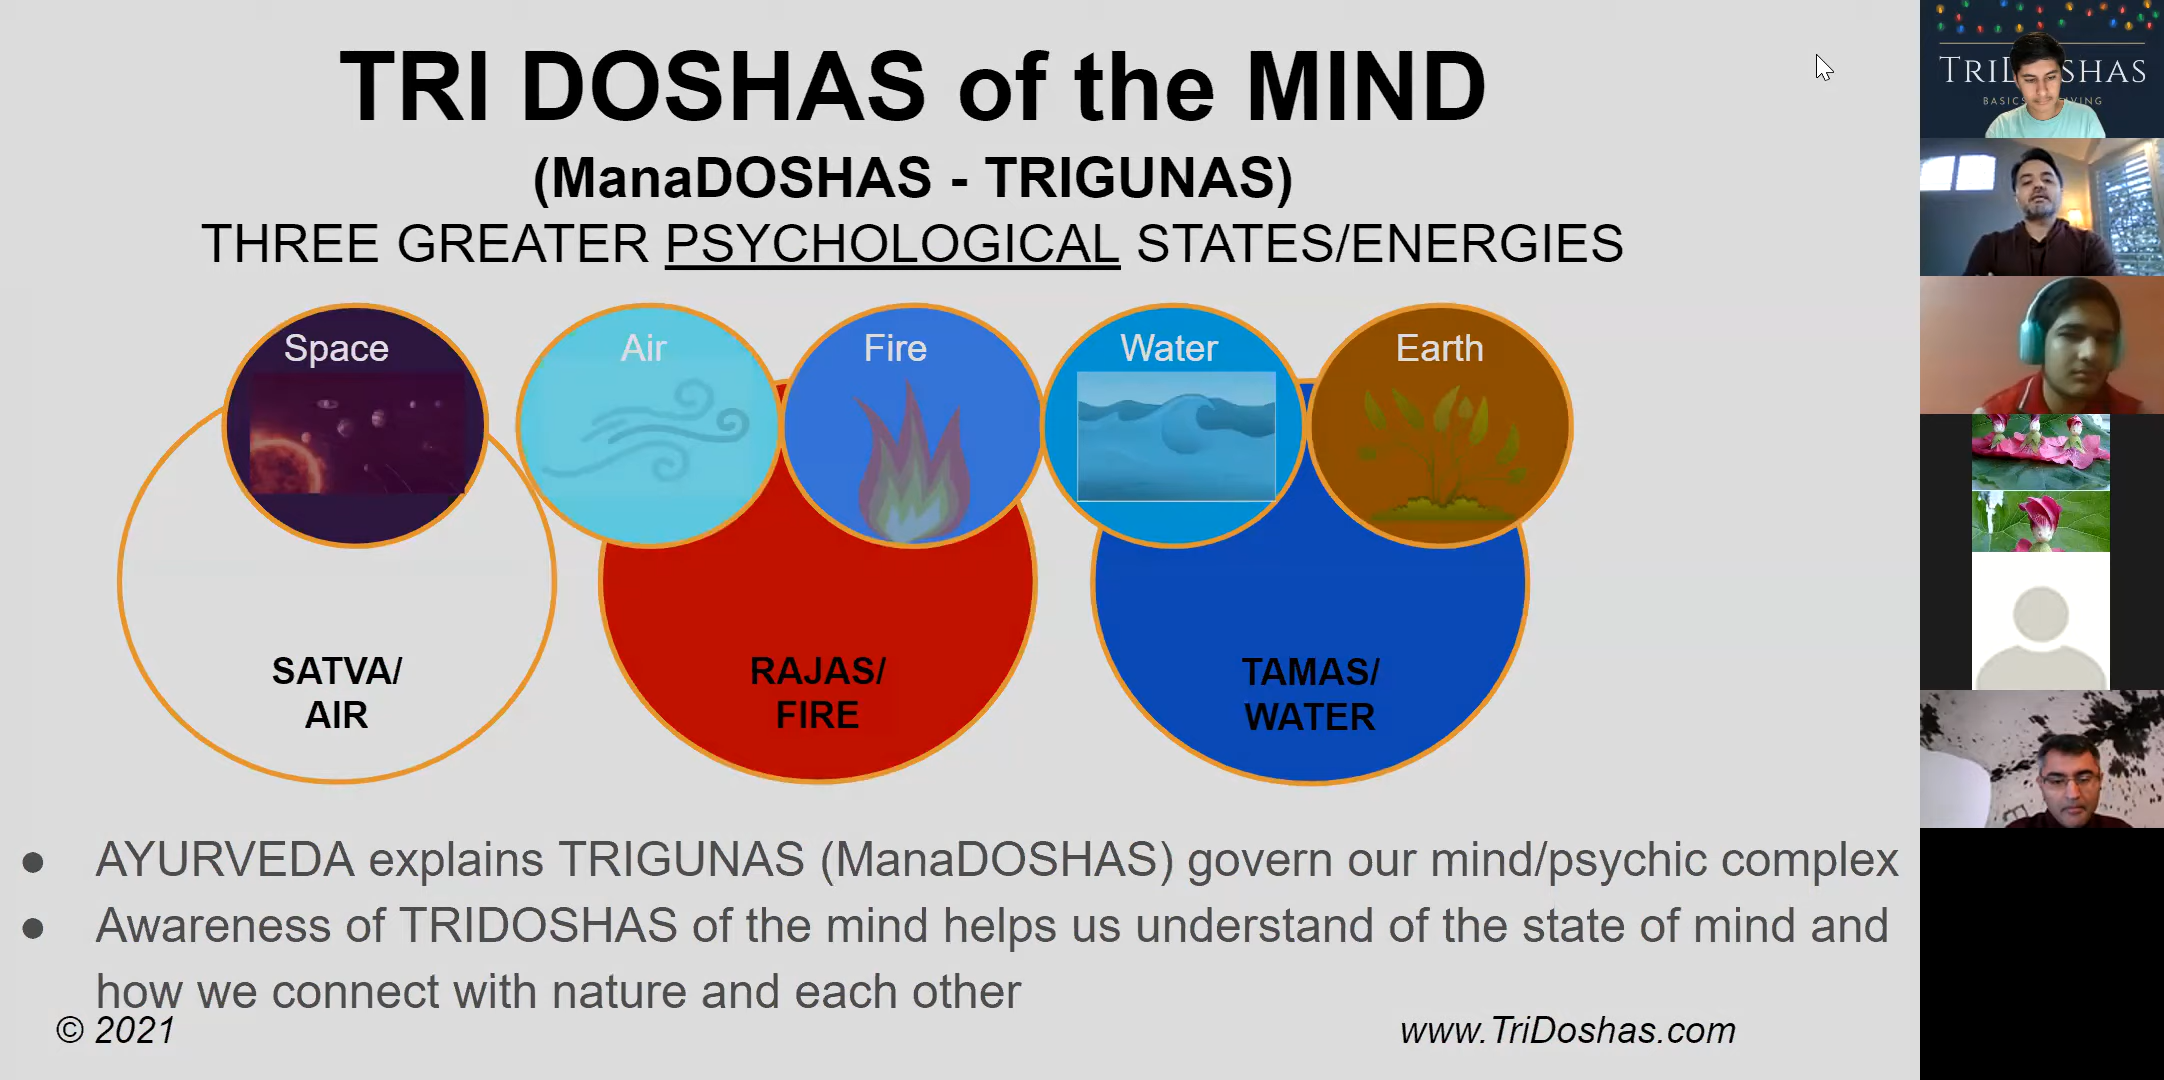 TRI DOSHAS of the MIND
(ManaDOSHAS - TRIGUNAS)
THREE GREATER PSYCHOLOGICAL STATES/ENERGIES
Space
Air
Fire
Water
Earth
SATVA/
AIR
RAJAS/
FIRE
TAMAS/
WATER
● AYURVEDA explains TRIGUNAS (ManaDOSHAS) govern our mind/psychic complex
● Awareness of TRIDOSHAS of the mind helps us understand of the state of mind and
how we connect with nature and each other
© 2021
www.TriDoshas.com